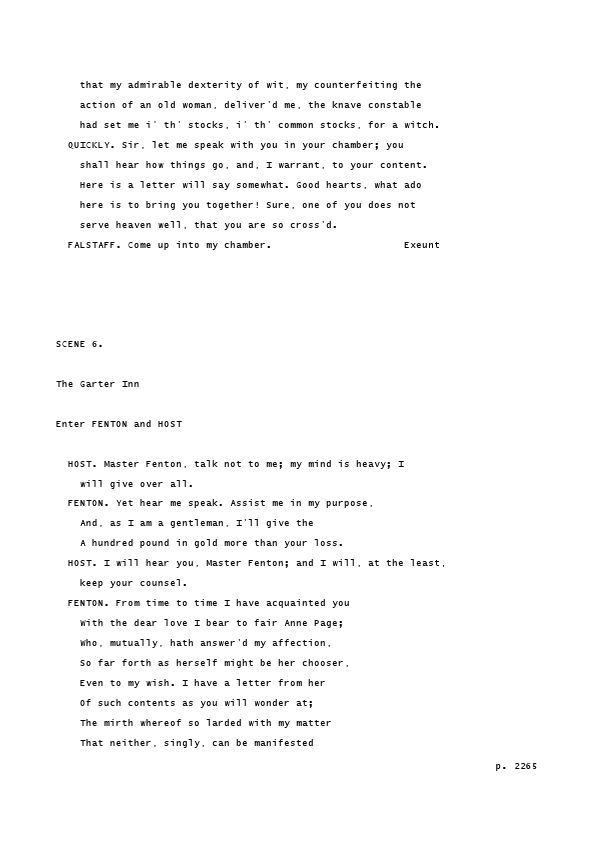 that my admirable dexterity of wit, my counterfeiting the
action of an old woman, deliver'd me, the knave constable
had set me i' th' stocks, i' th' common stocks, for a witch.
QUICKLY. Sir, let me speak with you in your chamber; you
shall hear how things go, and, I warrant, to your content.
Here is a letter will say somewhat. Good hearts, what ado
here is to bring you together! Sure, one of you does not
serve heaven well, that you are so cross'd.
FALSTAFF. Come up into my chamber. Exeunt
SCENE 6.
The Garter Inn
Enter FENTON and HOST
HOST. Master Fenton, talk not to me; my mind is heavy; I
will give over all.
FENTON. Yet hear me speak. Assist me in my purpose,
And, as I am a gentleman, I'll give the
A hundred pound in gold more than your loss.
HOST. I will hear you, Master Fenton; and I will, at the least,
keep your counsel.
FENTON. From time to time I have acquainted you
With the dear love I bear to fair Anne Page;
Who, mutually, hath answer'd my affection,
So far forth as herself might be her chooser,
Even to my wish. I have a letter from her
Of such contents as you will wonder at;
The mirth whereof so larded with my matter
That neither, singly, can be manifested
p. 2265